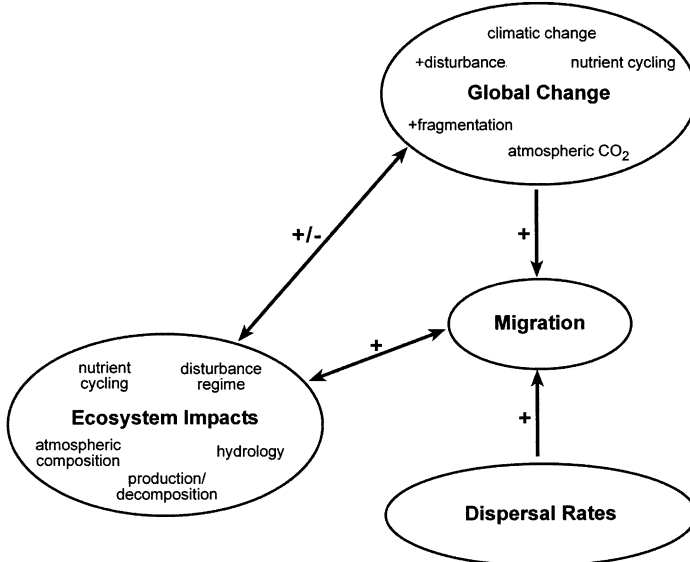 climatic change
+disturbance
nutrient cycling
Global Change
+fragmentation
atmospheric CO₂
+/-
+
Migration
+
nutrient
cycling
disturbance
regime
Ecosystem Impacts
atmospheric
composition
hydrology
production/
decomposition
+
Dispersal Rates